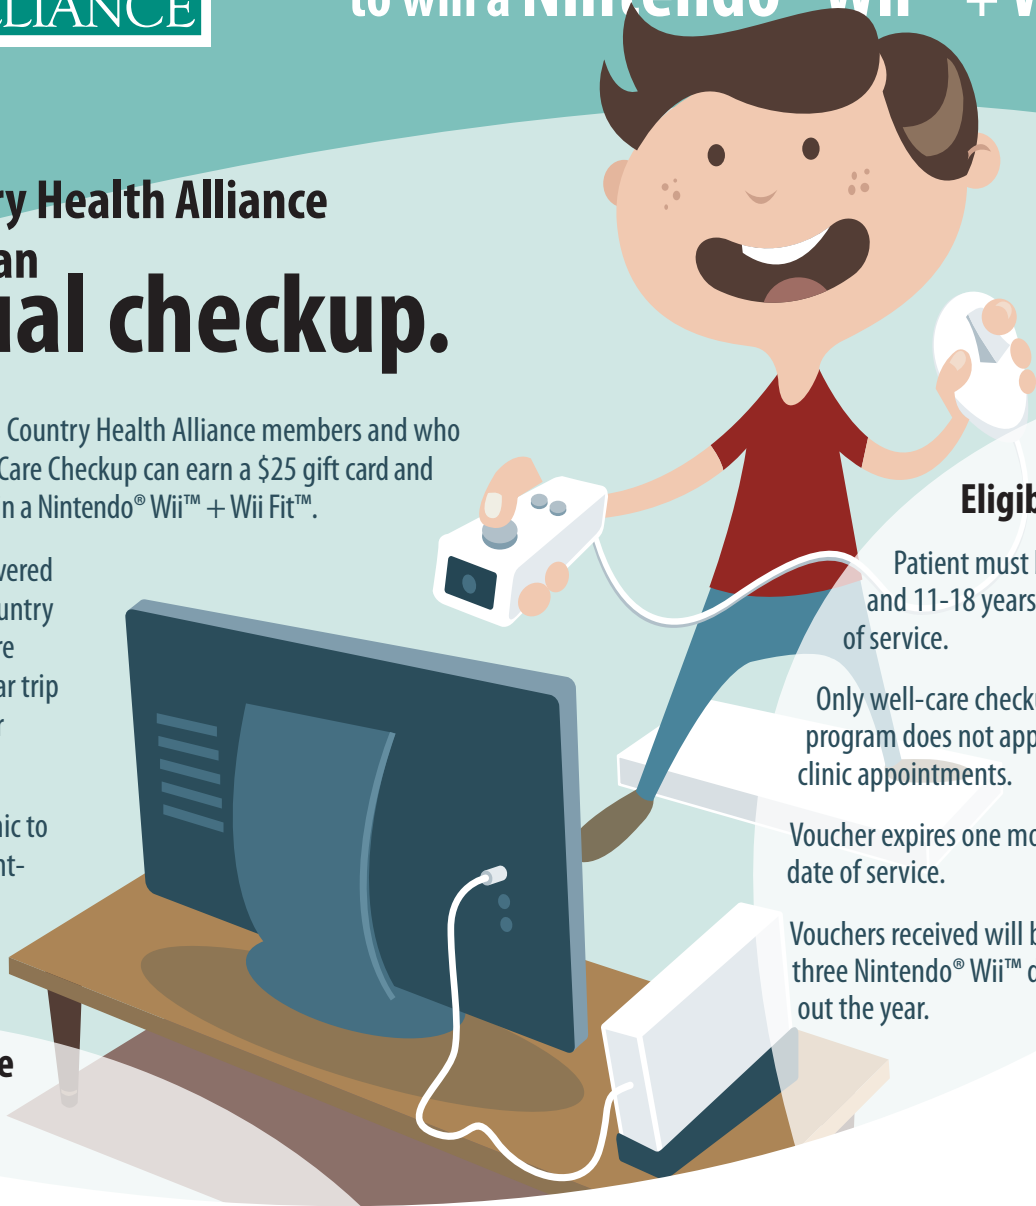 LLIANCE
to win a Nintendo® Wii™ + W
ry Health Alliance
an
ual checkup.
Country Health Alliance members and who
Care Checkup can earn a $25 gift card and
n a Nintendo® Wii™ + Wii Fit™.
vered
untry
re
ar trip
r
nic to
nt-
e
Eligib
Patient must
and 11-18 years
of service.
Only well-care checku
program does not app
clinic appointments.
Voucher expires one mo
date of service.
Vouchers received will b
three Nintendo® Wii™ d
out the year.